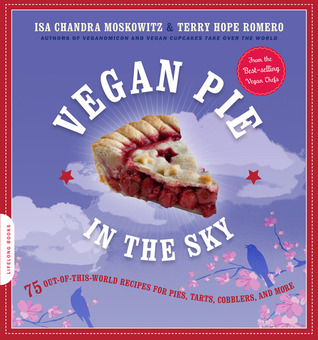 ISA CHANDRA MOSKOWITZ & TERRY HOPE ROMERO
AUTHORS OF VEGANOMICON AND VEGAN CUPCAKES TAKE OVER THE WORLD
From the
Best-selling
Vegan Chefs
VEGAN PIE
IN THE SKY
75 OUT-OF-THIS-WORLD RECIPES FOR PIES, TARTS, COBBLERS, AND MORE
LIFELONG BOOKS